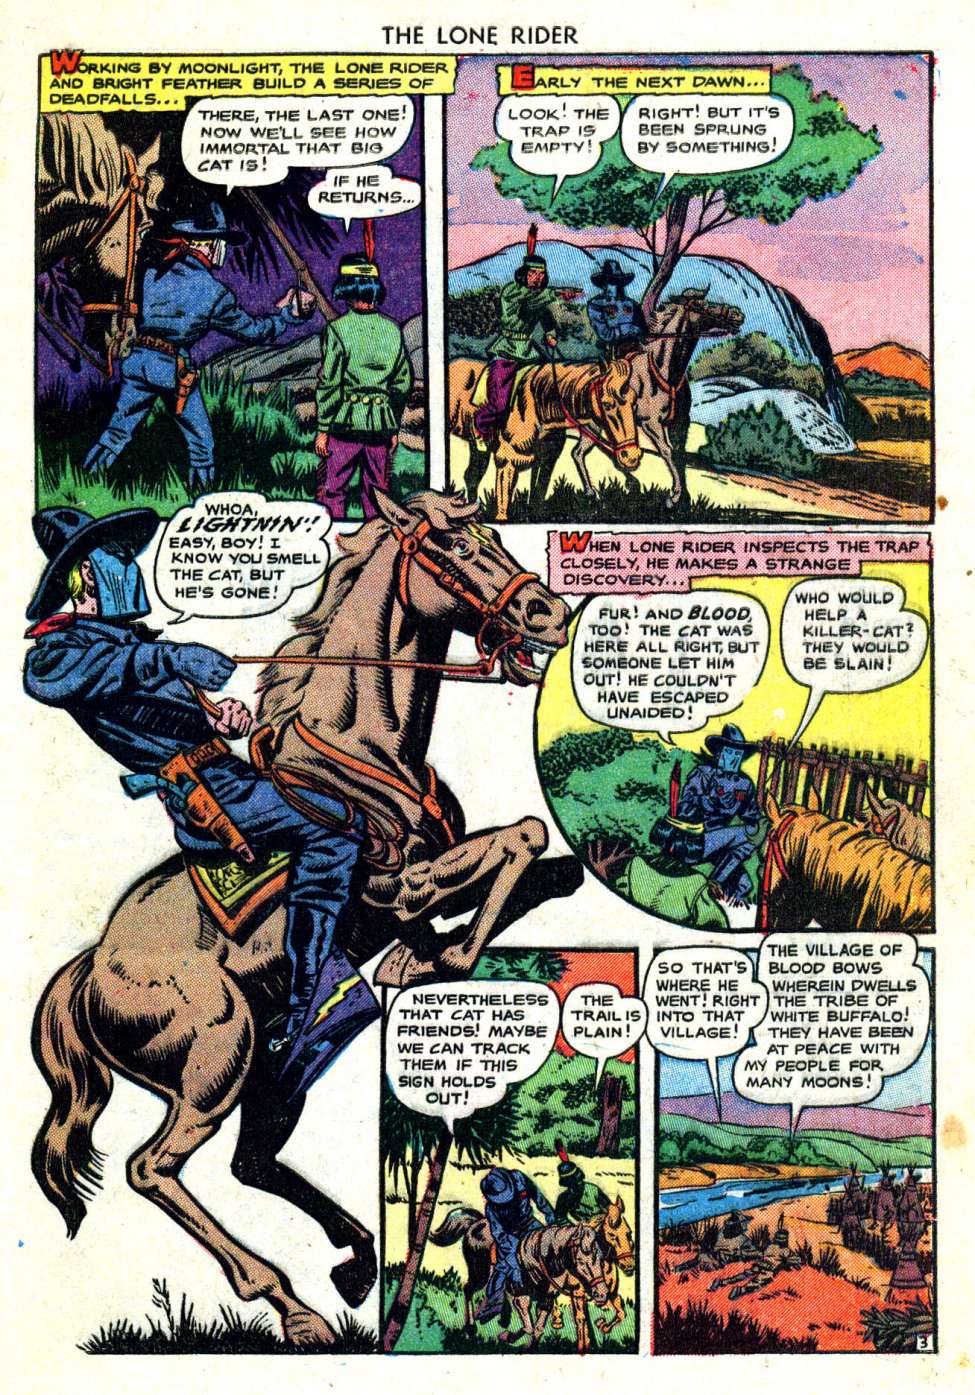 THE LONE RIDER
WORKING BY MOONLIGHT, THE LONE RIDER
AND BRIGHT FEATHER BUILD A SERIES OF
DEADFALLS...
THERE, THE LAST ONE!
NOW WE'LL SEE HOW
IMMORTAL THAT BIG
CAT IS!
IF HE
RETURNS...
EARLY THE NEXT DAWN...
LOOK! THE
TRAP IS
EMPTY!
RIGHT! BUT IT'S
BEEN SPRUNG
BY SOMETHING!
WHOA,
LIGHTNIN'!
EASY, BOY! I
KNOW YOU SMELL
THE CAT, BUT
HE'S GONE!
WHEN LONE RIDER INSPECTS THE TRAP
CLOSELY, HE MAKES A STRANGE
DISCOVERY...
FUR! AND BLOOD,
TOO! THE CAT WAS
HERE ALL RIGHT, BUT
SOMEONE LET HIM
OUT! HE COULDN'T
HAVE ESCAPED
UNAIDED!
WHO WOULD
HELP A
KILLER-CAT?
THEY WOULD
BE SLAIN!
NEVERTHELESS
THAT CAT HAS
FRIENDS! MAYBE
WE CAN TRACK
THEM IF THIS
SIGN HOLDS
OUT!
THE
TRAIL IS
PLAIN!
SO THAT'S
WHERE HE
WENT! RIGHT
INTO THAT
VILLAGE!
THE VILLAGE OF
BLOOD BOWS
WHEREIN DWELLS
THE TRIBE OF
WHITE BUFFALO!
THEY HAVE BEEN
AT PEACE WITH
MY PEOPLE FOR
MANY MOONS!
3